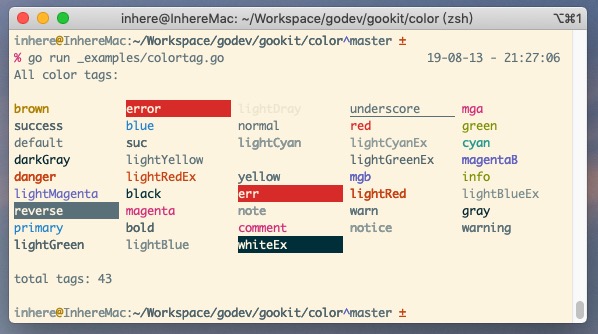 inhere@InhereMac: ~/Workspace/godev/gookit/color (zsh) ⌥⌘1
inhere@InhereMac:~/Workspace/godev/gookit/color^master ±
% go run _examples/colortag.go 19-08-13 - 21:27:06
All color tags:
brown error lightDray underscore mga
success blue normal red green
default suc lightCyan lightCyanEx cyan
darkGray lightYellow lightGreenEx magentaB
danger lightRedEx yellow mgb info
lightMagenta black err lightRed lightBlueEx
reverse magenta note warn gray
primary bold comment notice warning
lightGreen lightBlue whiteEx
total tags: 43
inhere@InhereMac:~/Workspace/godev/gookit/color^master ±